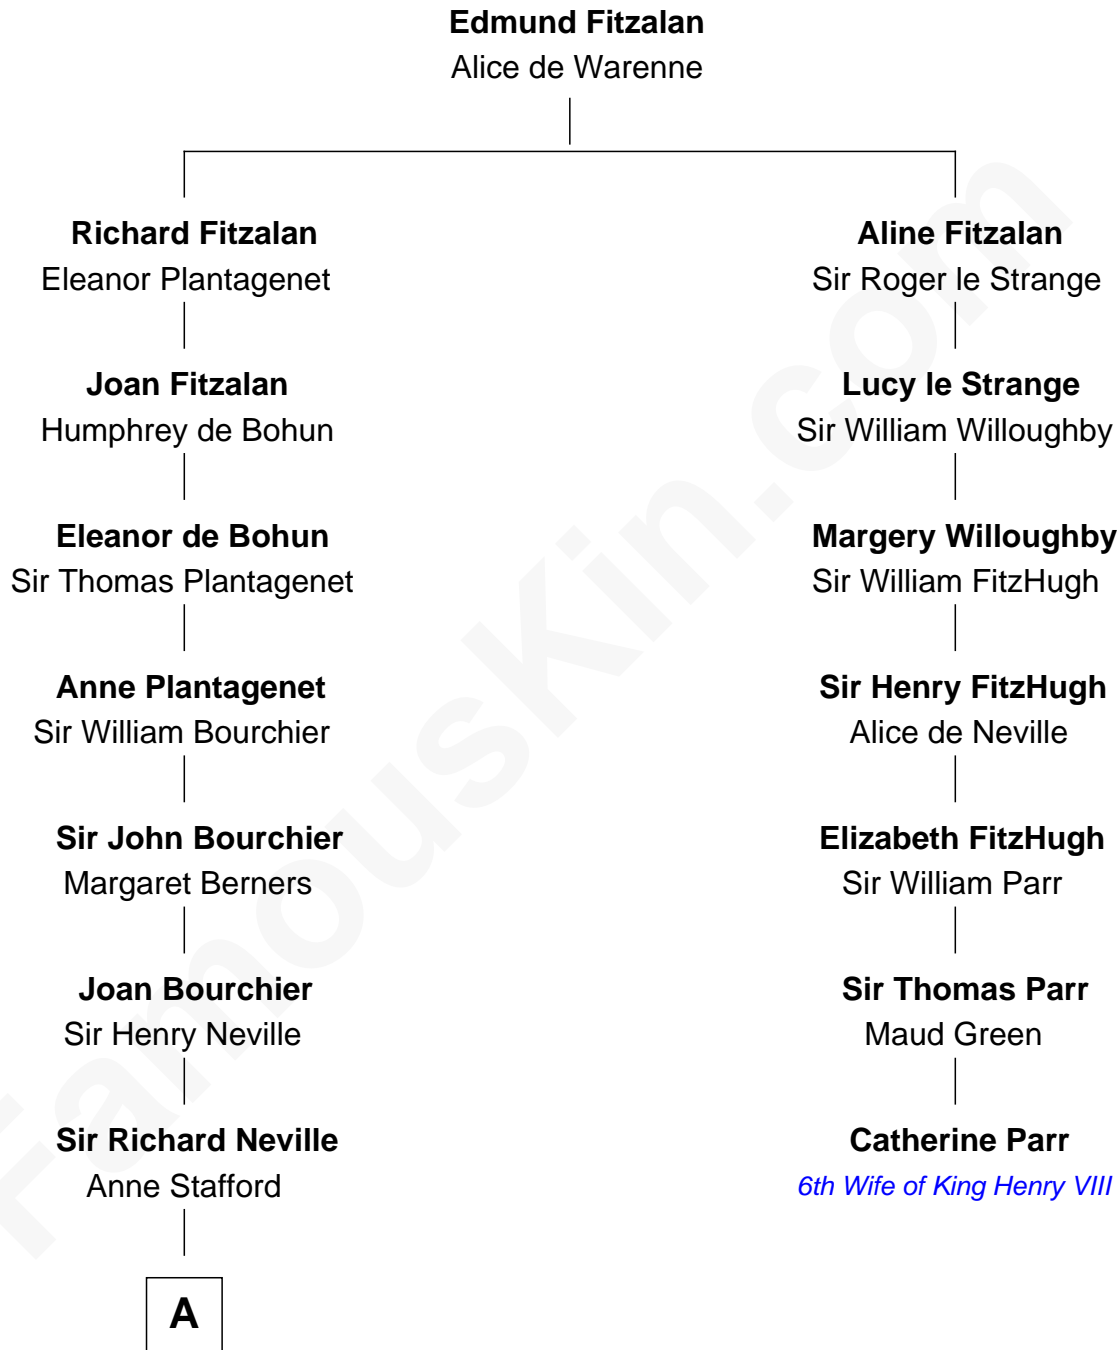 Edmund Fitzalan
Alice de Warenne
Richard Fitzalan
Eleanor Plantagenet
Aline Fitzalan
Sir Roger le Strange
Joan Fitzalan
Humphrey de Bohun
Lucy le Strange
Sir William Willoughby
Eleanor de Bohun
Sir Thomas Plantagenet
Margery Willoughby
Sir William FitzHugh
Anne Plantagenet
Sir William Bourchier
Sir Henry FitzHugh
Alice de Neville
Sir John Bourchier
Margaret Berners
Elizabeth FitzHugh
Sir William Parr
Joan Bourchier
Sir Henry Neville
Sir Thomas Parr
Maud Green
Sir Richard Neville
Anne Stafford
Catherine Parr
6th Wife of King Henry VIII
A
FamousKin.com